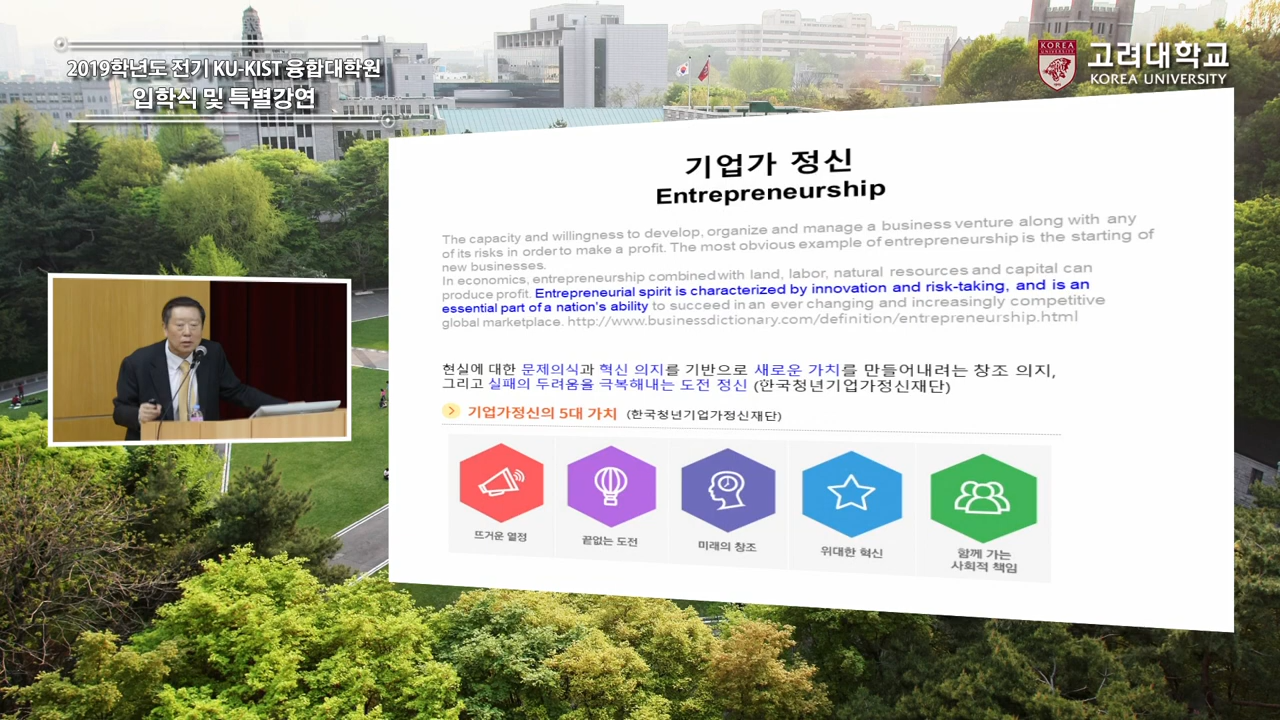 2019학년도 전기 KU-KIST 융합대학원
입학식 및 특별강연
KOREA
UNIVERSITY
고려대학교
KOREA UNIVERSITY
기업가 정신
Entrepreneurship
The capacity and willingness to develop, organize and manage a business venture along with any
of its risks in order to make a profit. The most obvious example of entrepreneurship is the starting of
new businesses.
In economics, entrepreneurship combined with land, labor, natural resources and capital can
produce profit. Entrepreneurial spirit is characterized by innovation and risk-taking, and is an
essential part of a nation's ability to succeed in an ever changing and increasingly competitive
global marketplace. http://www.businessdictionary.com/definition/entrepreneurship.html
현실에 대한 문제의식과 혁신 의지를 기반으로 새로운 가치를 만들어내려는 창조 의지,
그리고 실패의 두려움을 극복해내는 도전 정신 (한국청년기업가정신재단)
기업가정신의 5대 가치 (한국청년기업가정신재단)
뜨거운 열정
끝없는 도전
미래의 창조
위대한 혁신
함께 가는
사회적 책임